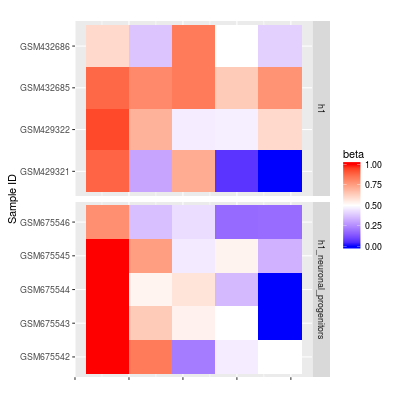 GSM432686
GSM432685
GSM429322
GSM429321
h1
GSM675546
GSM675545
GSM675544
GSM675543
GSM675542
h1_neuronal_progenitors
Sample ID
beta
1.00
0.75
0.50
0.25
0.00